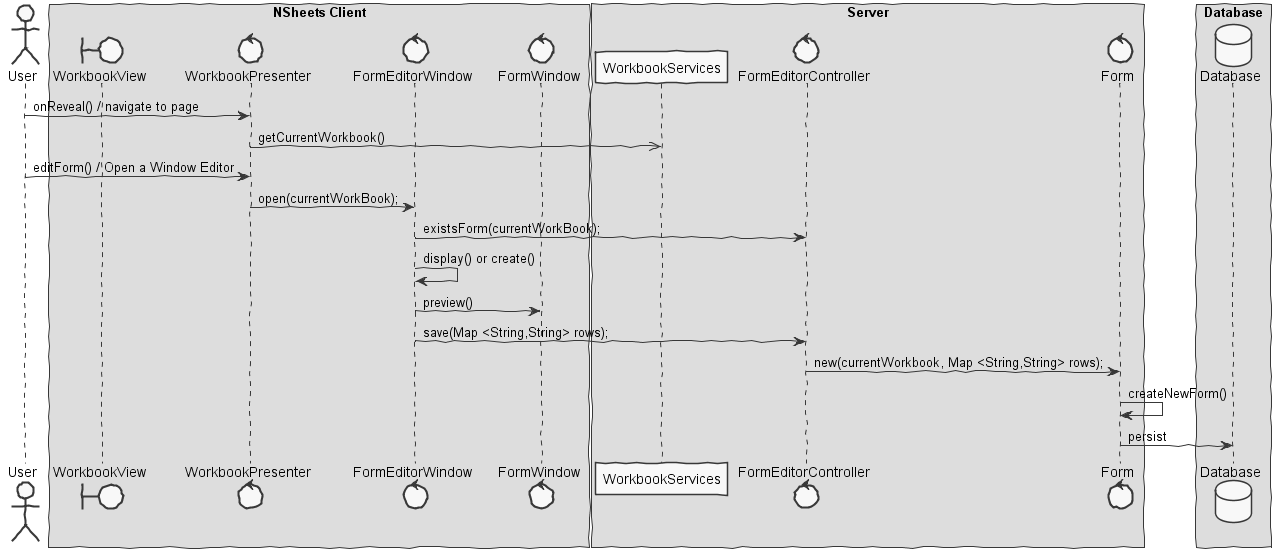 NSheets Client
Server
Database
User
WorkbookView
WorkbookPresenter
FormEditorWindow
FormWindow
WorkbookServices
FormEditorController
Form
Database
onReveal() / navigate to page
getCurrentWorkbook()
editForm() / Open a Window Editor
open(currentWorkBook);
existsForm(currentWorkBook);
display() or create()
preview()
save(Map <String,String> rows);
new(currentWorkbook, Map <String,String> rows);
createNewForm()
persist
User
WorkbookView
WorkbookPresenter
FormEditorWindow
FormWindow
WorkbookServices
FormEditorController
Form
Database